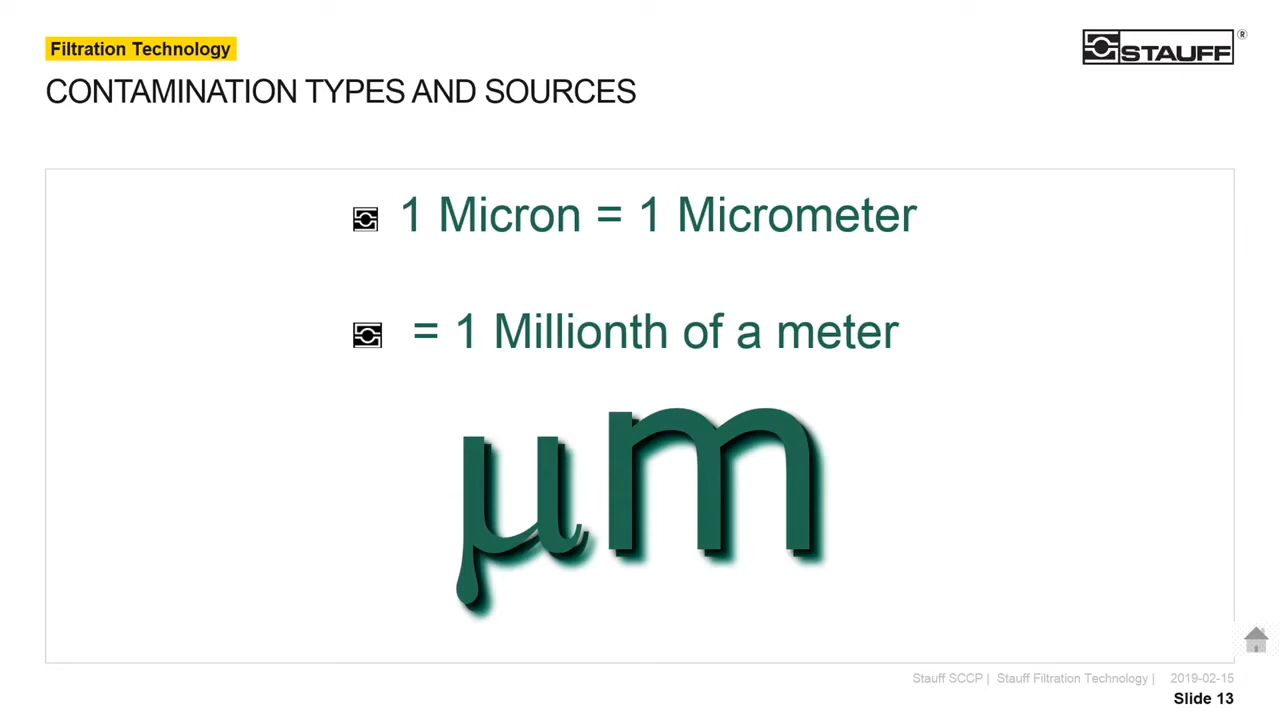 Filtration Technology
STAUFF ®
CONTAMINATION TYPES AND SOURCES
1 Micron = 1 Micrometer
= 1 Millionth of a meter
μm
Stauff SCCP | Stauff Filtration Technology | 2019-02-15
Slide 13